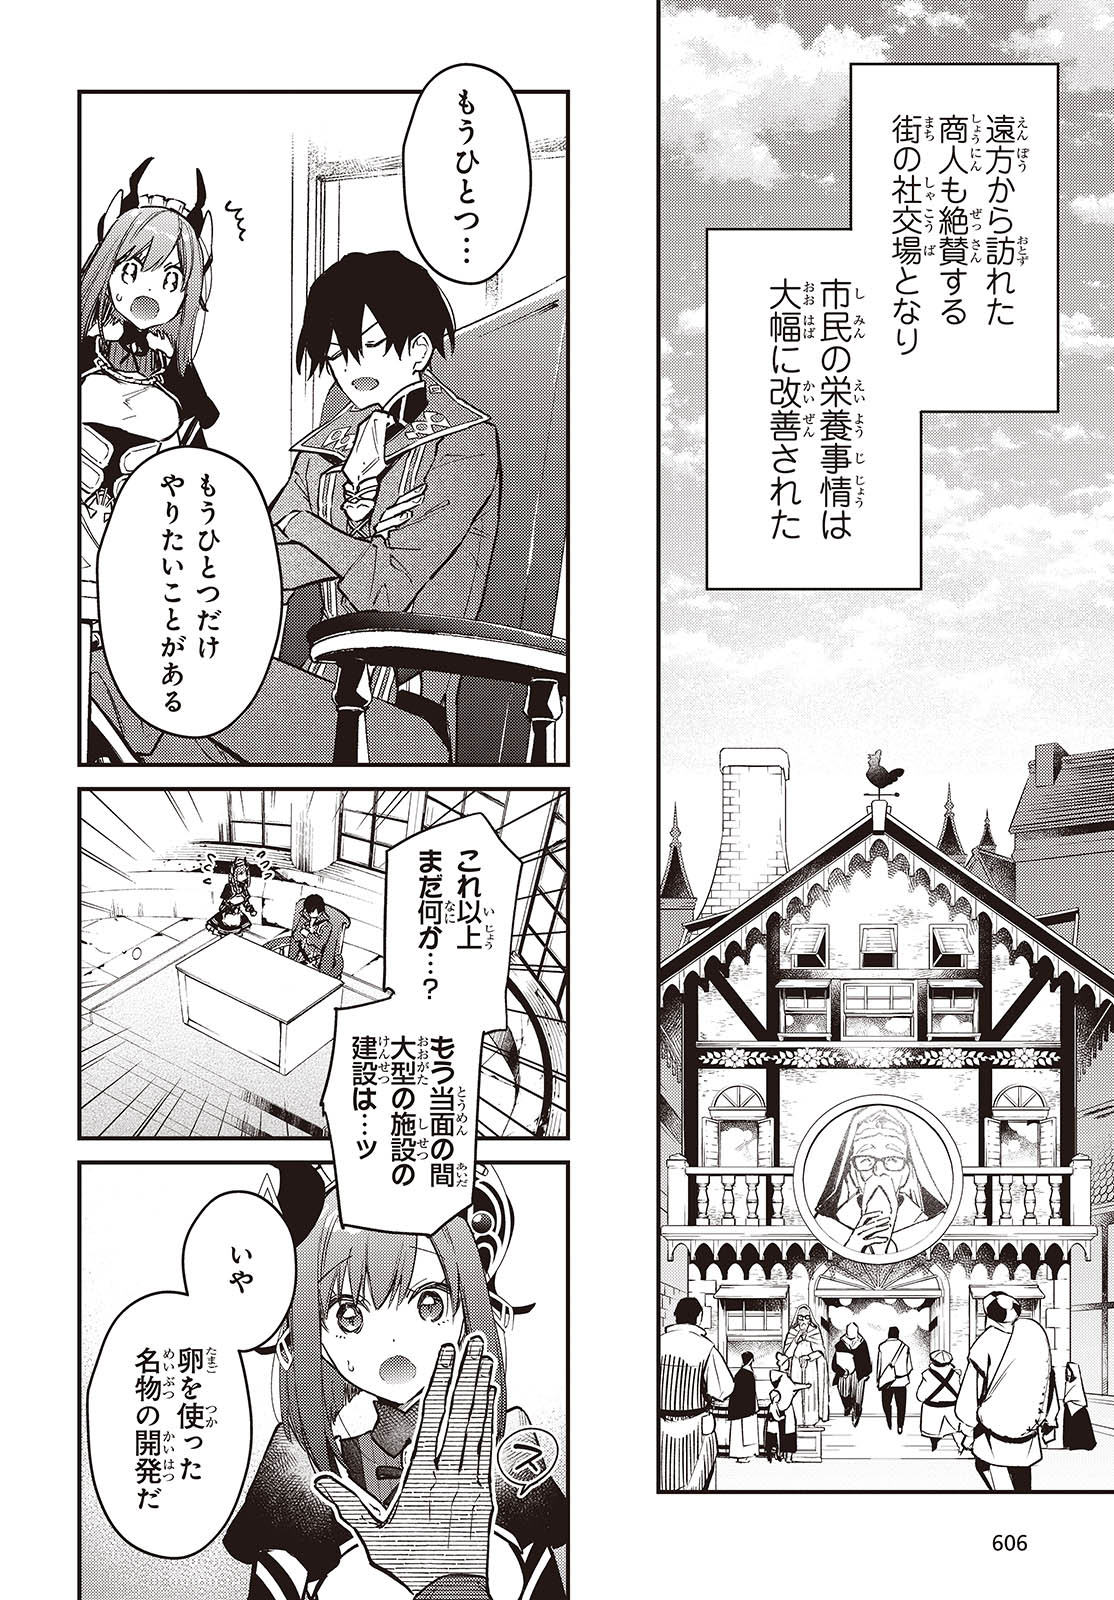 遠方から訪れた
商人も絶賛する
街の社交場となり
市民の栄養事情は
大幅に改善された
もうひとつ…
もうひとつだけ
やりたいことがある
これ以上
まだ何か……?
もう当面の間
大型の施設の
建設は…ッ
いや
卵を使った
名物の開発だ
606